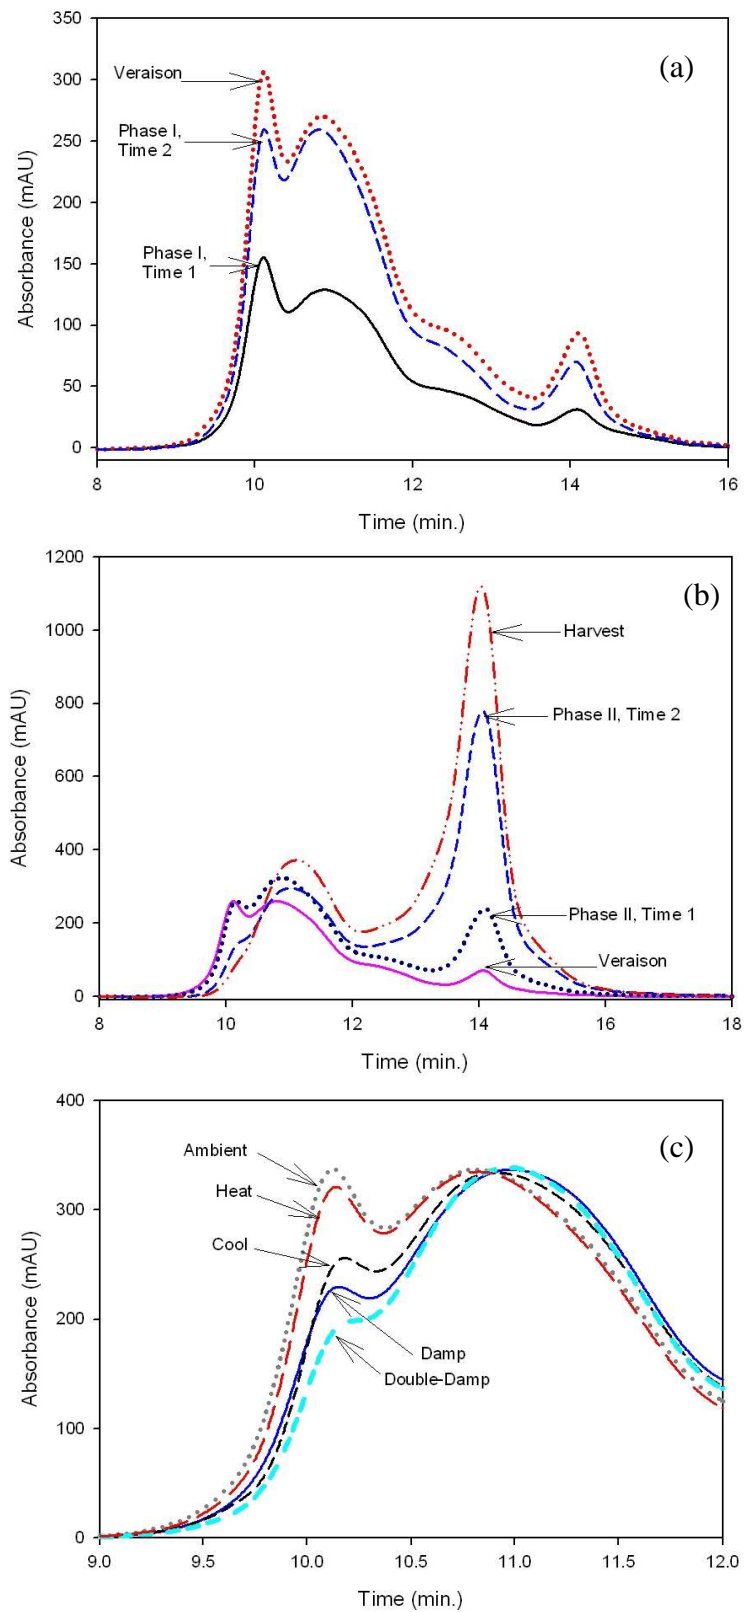 (a)
350
300
250
200
150
100
50
0
Absorbance (mAU)
Veraison
Phase I,
Time 2
Phase I,
Time 1
8 10 12 14 16
Time (min.)
(b)
1200
1000
800
600
400
200
0
Absorbance (mAU)
Harvest
Phase II, Time 2
Phase II, Time 1
Veraison
8 10 12 14 16 18
Time (min.)
(c)
400
300
200
100
0
Absorbance (mAU)
Ambient
Heat
Cool
Damp
Double-Damp
9.0 9.5 10.0 10.5 11.0 11.5 12.0
Time (min.)